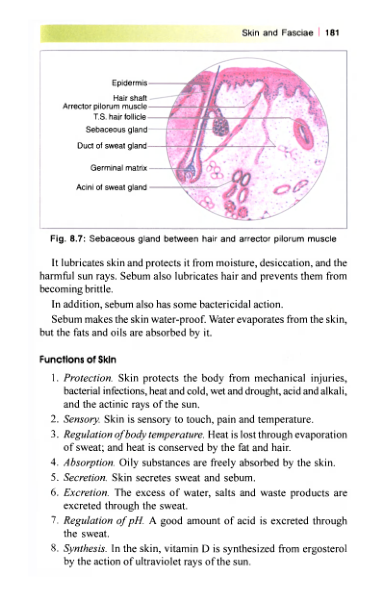 Skin and Fasciae | 181
Epidermis
Hair shaft
Arrector pilorum muscle
T.S. hair follicle
Sebaceous gland
Duct of sweat gland
Germinal matrix
Acini of sweat gland
Fig. 8.7: Sebaceous gland between hair and arrector pilorum muscle
It lubricates skin and protects it from moisture, desiccation, and the
harmful sun rays. Sebum also lubricates hair and prevents them from
becoming brittle.
In addition, sebum also has some bactericidal action.
Sebum makes the skin water-proof. Water evaporates from the skin,
but the fats and oils are absorbed by it.
Functions of Skin
1. Protection. Skin protects the body from mechanical injuries,
bacterial infections, heat and cold, wet and drought, acid and alkali,
and the actinic rays of the sun.
2. Sensory. Skin is sensory to touch, pain and temperature.
3. Regulation of body temperature. Heat is lost through evaporation
of sweat; and heat is conserved by the fat and hair.
4. Absorption. Oily substances are freely absorbed by the skin.
5. Secretion. Skin secretes sweat and sebum.
6. Excretion. The excess of water, salts and waste products are
excreted through the sweat.
7. Regulation of pH. A good amount of acid is excreted through
the sweat.
8. Synthesis. In the skin, vitamin D is synthesized from ergosterol
by the action of ultraviolet rays of the sun.